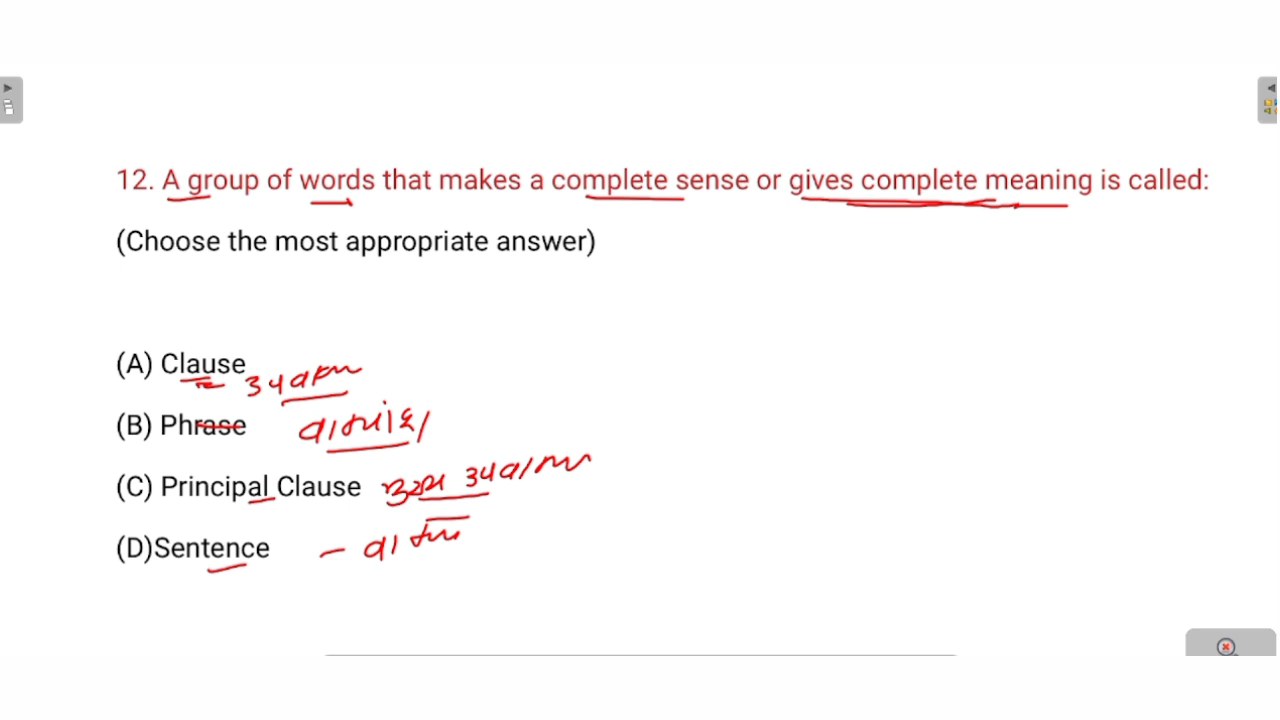 12. A group of words that makes a complete sense or gives complete meaning is called:
(Choose the most appropriate answer)
(A) Clause उपवाक्य
(B) Phrase वाक्यांश
(C) Principal Clause मुख्य उपवाक्य
(D)Sentence – वाक्य